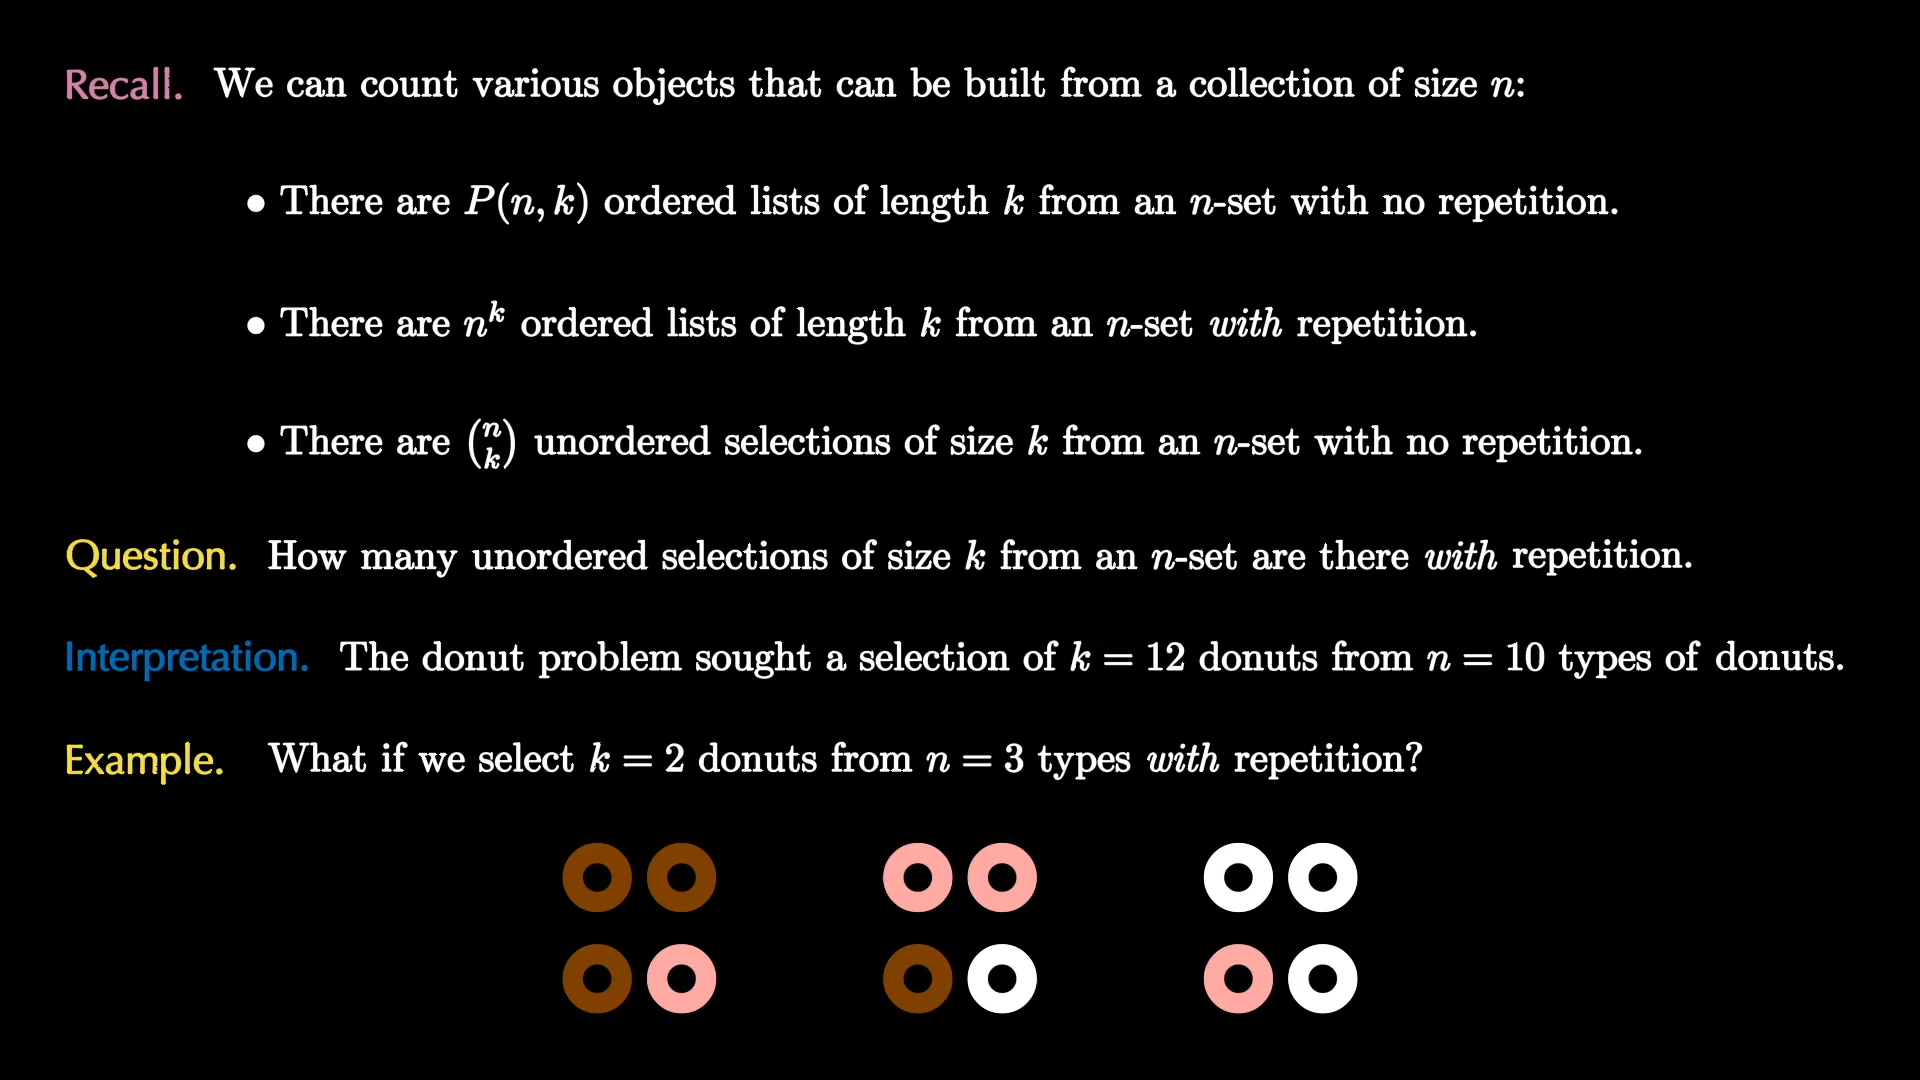 Recall. We can count various objects that can be built from a collection of size n:
• There are P(n, k) ordered lists of length k from an n-set with no repetition.
• There are n^k ordered lists of length k from an n-set with repetition.
• There are \binom{n}{k} unordered selections of size k from an n-set with no repetition.
Question. How many unordered selections of size k from an n-set are there with repetition.
Interpretation. The donut problem sought a selection of k = 12 donuts from n = 10 types of donuts.
Example. What if we select k = 2 donuts from n = 3 types with repetition?